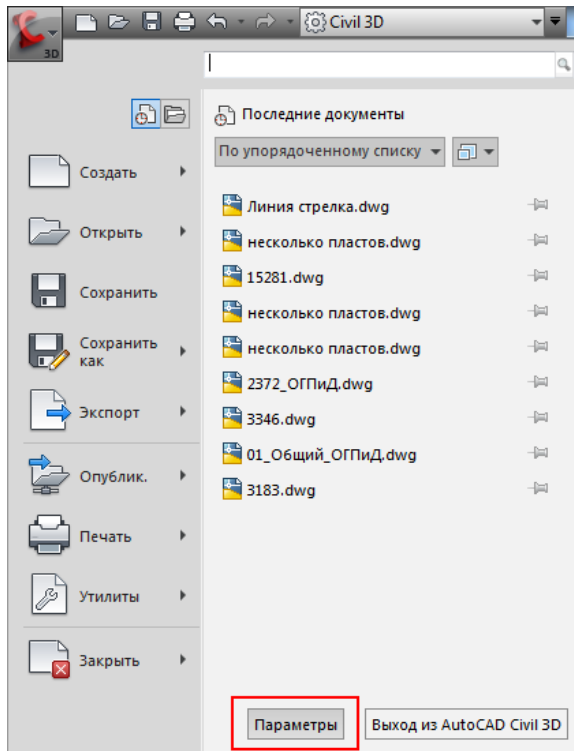 Civil 3D
3D
Последние документы
По упорядоченному списку
Создать
Открыть
Сохранить
Сохранить
как
Экспорт
Опублик.
Печать
Утилиты
Закрыть
Линия стрелка.dwg
несколько пластов.dwg
15281.dwg
несколько пластов.dwg
несколько пластов.dwg
2372_ОГПиД.dwg
3346.dwg
01_Общий_ОГПиД.dwg
3183.dwg
Параметры
Выход из AutoCAD Civil 3D